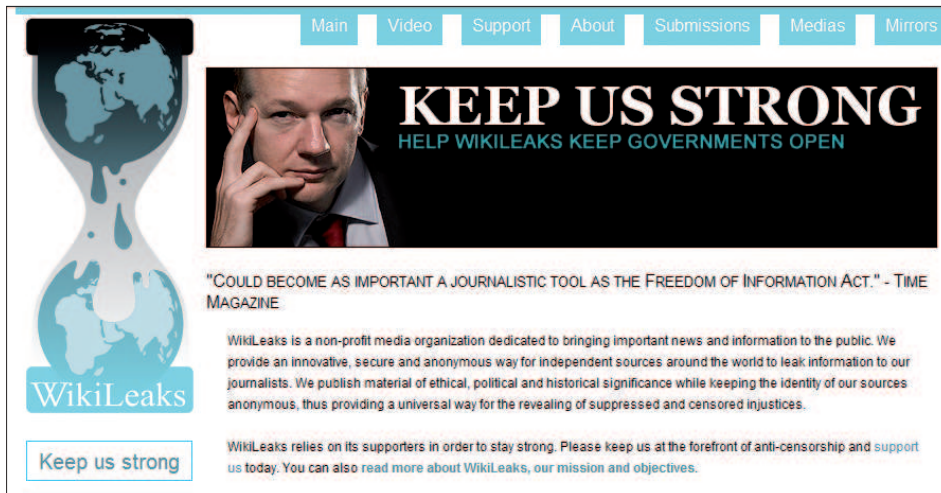 Main Video Support About Submissions Medias Mirrors
KEEP US STRONG
HELP WIKILEAKS KEEP GOVERNMENTS OPEN
"COULD BECOME AS IMPORTANT A JOURNALISTIC TOOL AS THE FREEDOM OF INFORMATION ACT." - TIME
MAGAZINE
WikiLeaks is a non-profit media organization dedicated to bringing important news and information to the public. We
provide an innovative, secure and anonymous way for independent sources around the world to leak information to our
journalists. We publish material of ethical, political and historical significance while keeping the identity of our sources
anonymous, thus providing a universal way for the revealing of suppressed and censored injustices.
WikiLeaks relies on its supporters in order to stay strong. Please keep us at the forefront of anti-censorship and support
us today. You can also read more about WikiLeaks, our mission and objectives.
WikiLeaks
Keep us strong